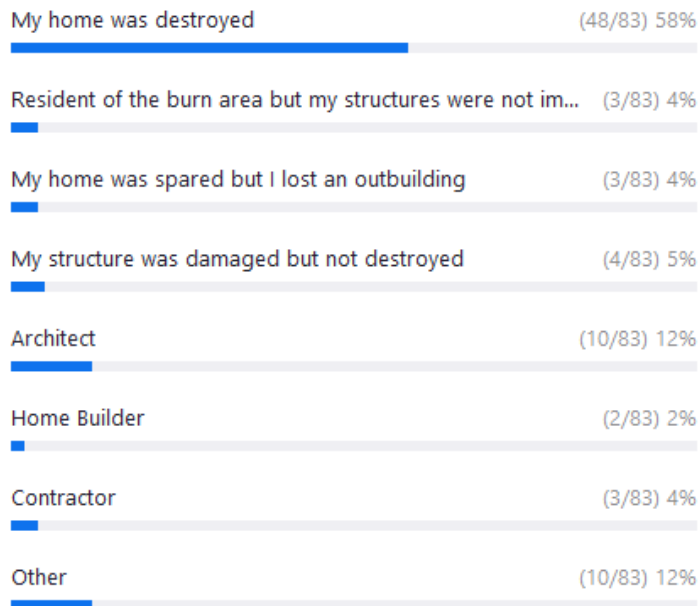 My home was destroyed (48/83) 58%
Resident of the burn area but my structures were not im... (3/83) 4%
My home was spared but I lost an outbuilding (3/83) 4%
My structure was damaged but not destroyed (4/83) 5%
Architect (10/83) 12%
Home Builder (2/83) 2%
Contractor (3/83) 4%
Other (10/83) 12%